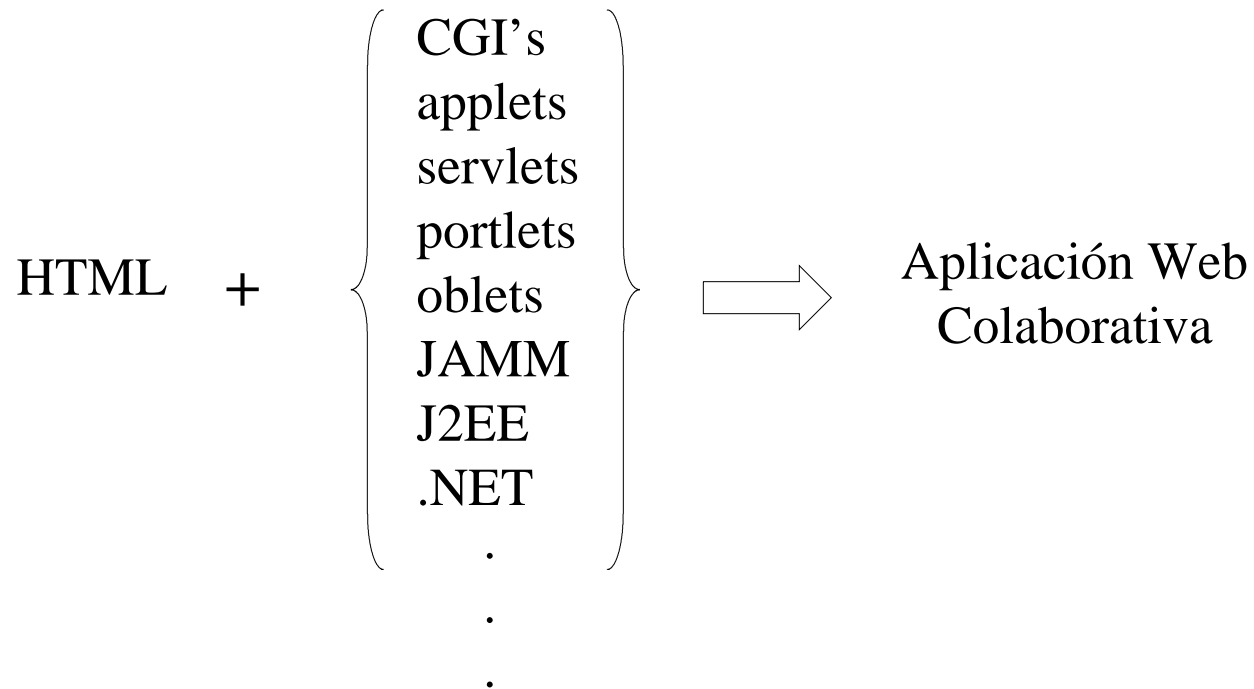 HTML +
CGI's
applets
servlets
portlets
oblets
JAMM
J2EE
.NET
.
.
.
Aplicación Web
Colaborativa